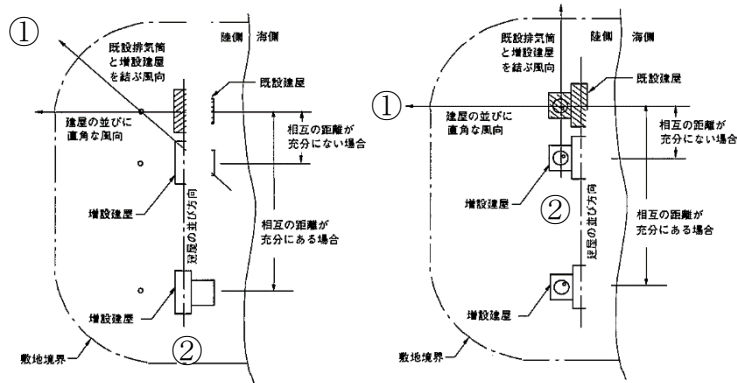 ①
既設排気筒
と増設建屋
を結ぶ風向
陸側
海側
既設建屋
建屋の並びに
直角な風向
相互の距離が
充分にない場合
増設建屋
建屋の並び方向
相互の距離が
充分にある場合
増設建屋
②
敷地境界
②
既設排気筒
と増設建屋
を結ぶ風向
陸側
海側
既設建屋
①
建屋の並びに
直角な風向
相互の距離が
充分にない場合
増設建屋
②
建屋の並び方向
相互の距離が
充分にある場合
増設建屋
敷地境界